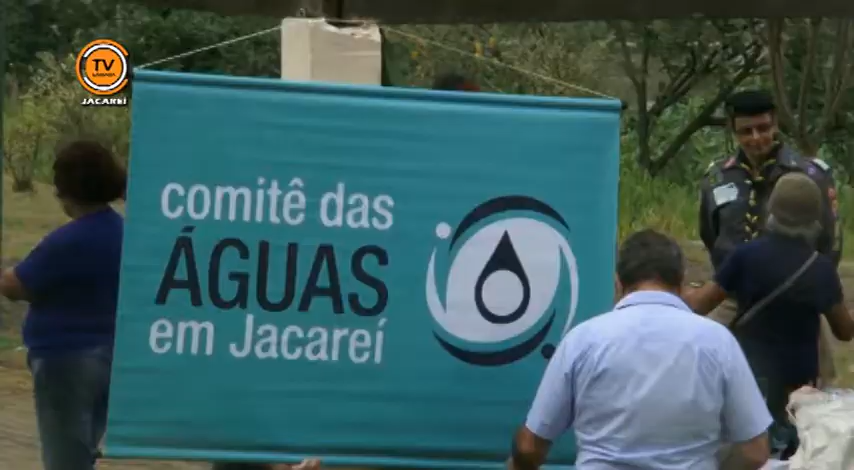 TV
JACAREÍ
comitê das
ÁGUAS
em Jacareí